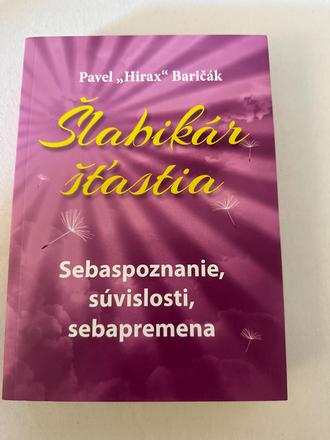 Pavel „Hirax“ Baričák
Šlabikár
šťastia
Sebaspoznanie,
súvislosti,
sebapremena